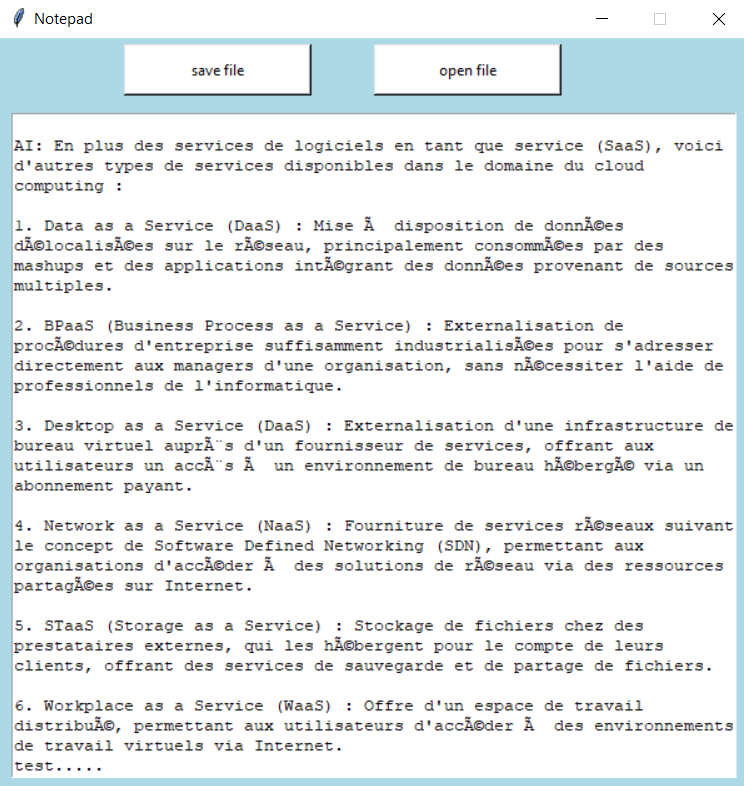 Notepad
save file
open file
AI: En plus des services de logiciels en tant que service (SaaS), voici
d'autres types de services disponibles dans le domaine du cloud
computing :
1. Data as a Service (DaaS) : Mise Ã  disposition de donnÃ©es
dÃ©localisÃ©es sur le rÃ©seau, principalement consommÃ©es par des
mashups et des applications intÃ©grant des donnÃ©es provenant de sources
multiples.
2. BPaaS (Business Process as a Service) : Externalisation de
procÃ©dures d'entreprise suffisamment industrialisÃ©es pour s'adresser
directement aux managers d'une organisation, sans nÃ©cessiter l'aide de
professionnels de l'informatique.
3. Desktop as a Service (DaaS) : Externalisation d'une infrastructure de
bureau virtuel auprÃ¨s d'un fournisseur de services, offrant aux
utilisateurs un accÃ¨s Ã  un environnement de bureau hÃ©bergÃ© via un
abonnement payant.
4. Network as a Service (NaaS) : Fourniture de services rÃ©seaux suivant
le concept de Software Defined Networking (SDN), permettant aux
organisations d'accÃ©der Ã  des solutions de rÃ©seau via des ressources
partagÃ©es sur Internet.
5. STaaS (Storage as a Service) : Stockage de fichiers chez des
prestataires externes, qui les hÃ©bergent pour le compte de leurs
clients, offrant des services de sauvegarde et de partage de fichiers.
6. Workplace as a Service (WaaS) : Offre d'un espace de travail
distribuÃ©, permettant aux utilisateurs d'accÃ©der Ã  des environnements
de travail virtuels via Internet.
test.....